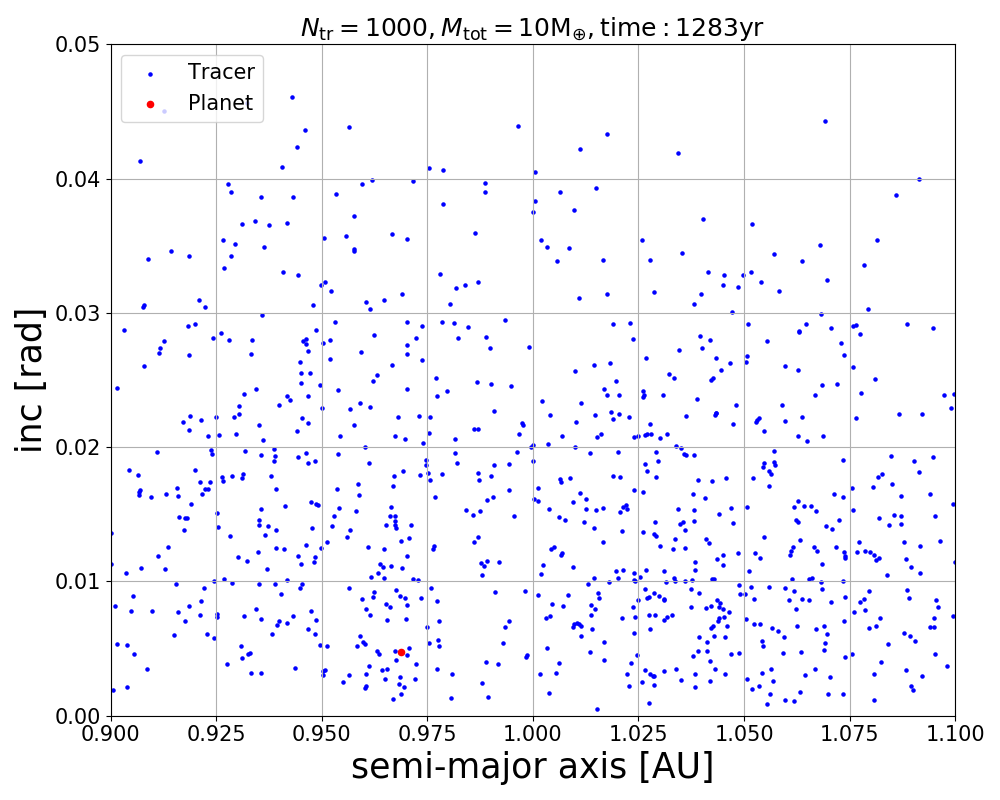 N_tr = 1000, M_tot = 10M_⊕, time : 1283yr
0.05
Tracer
Planet
0.04
0.03
0.02
0.01
0.00
inc [rad]
0.900 0.925 0.950 0.975 1.000 1.025 1.050 1.075 1.100
semi-major axis [AU]